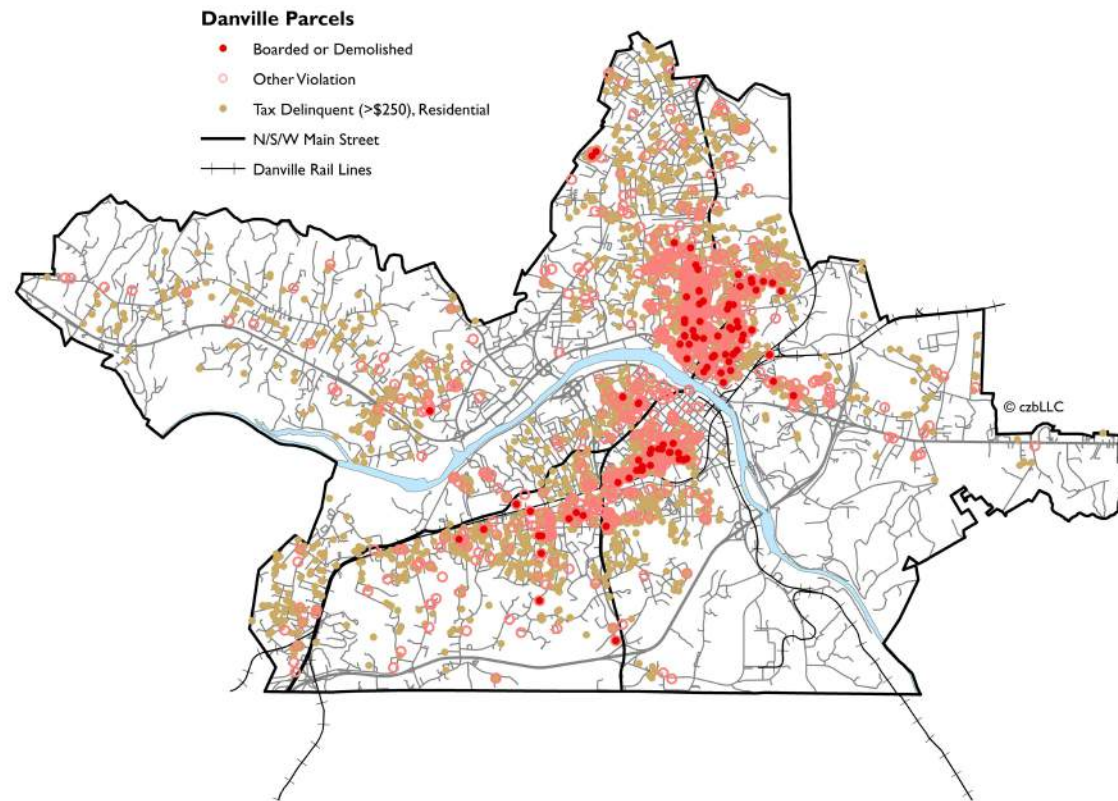 Danville Parcels
Boarded or Demolished
Other Violation
Tax Delinquent (>$250), Residential
N/S/W Main Street
Danville Rail Lines
© czbLLC